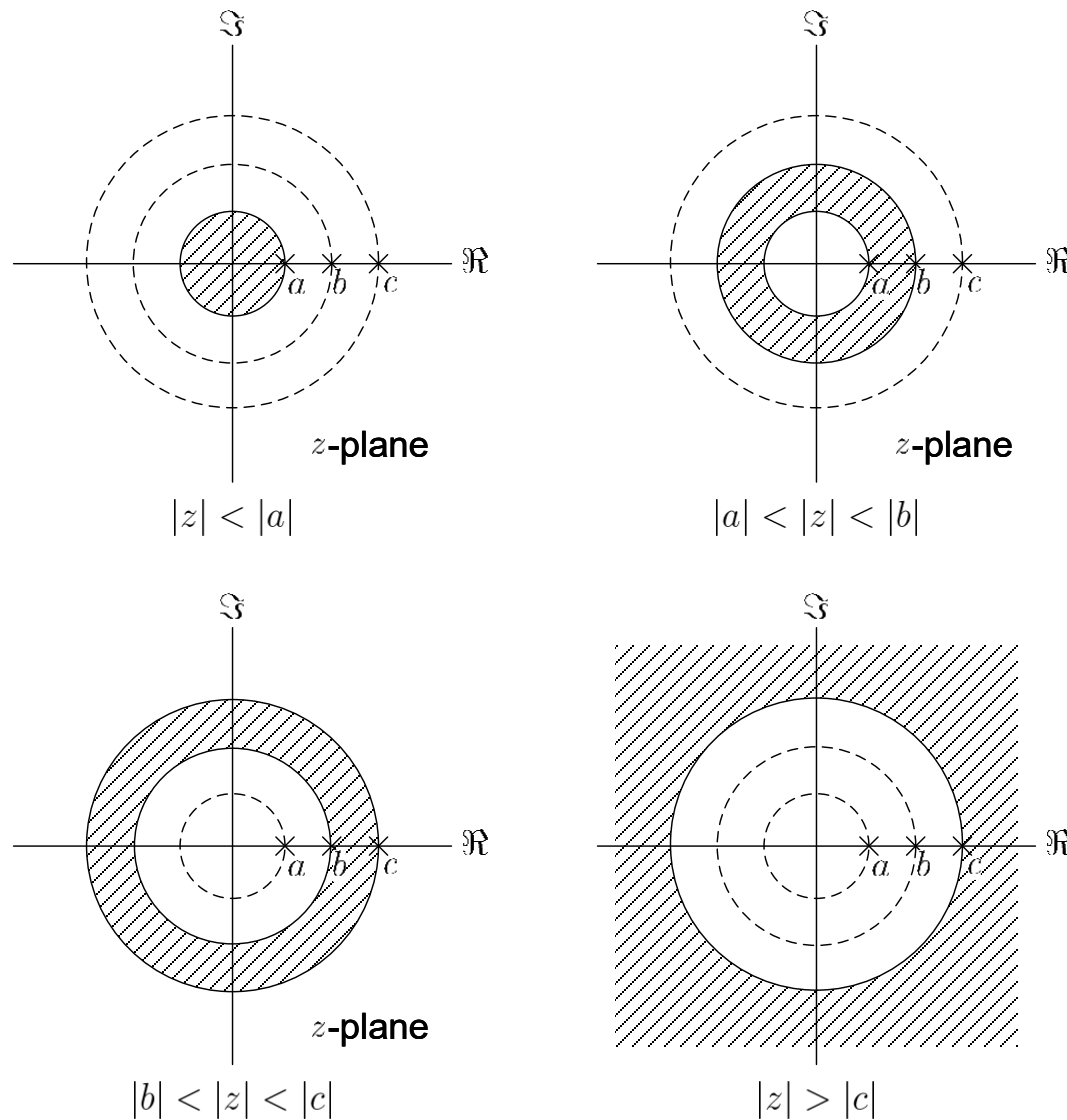 ℑ ℑ
ℜ ℜ
a b c a b c
z-plane z-plane
|z| < |a| |a| < |z| < |b|
ℑ ℑ
ℜ ℜ
a b c a b c
z-plane
|b| < |z| < |c| |z| > |c|